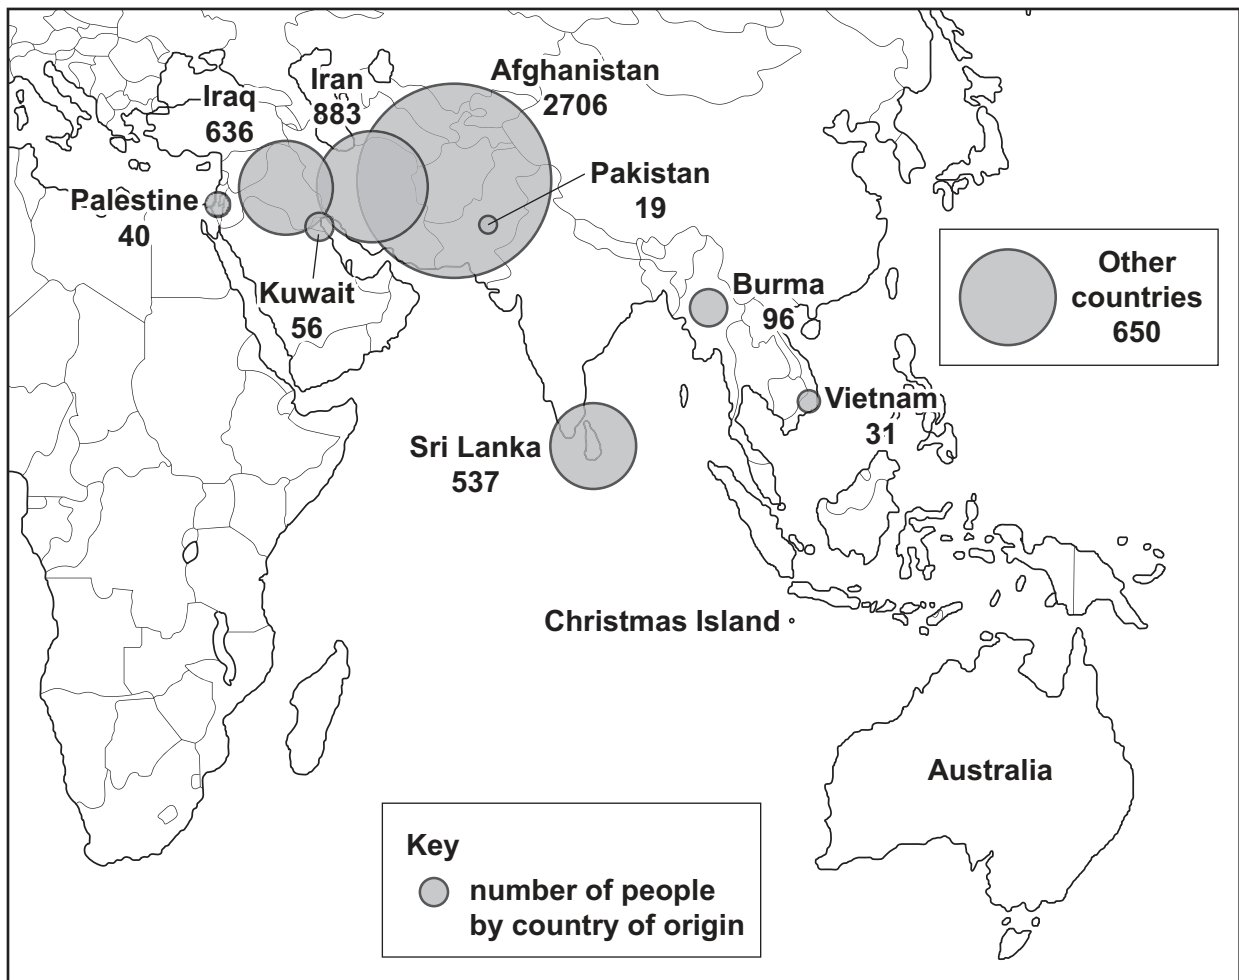 Afghanistan
2706
Iran
883
Iraq
636
Pakistan
19
Palestine
40
Kuwait
56
Burma
96
Other
countries
650
Vietnam
31
Sri Lanka
537
Christmas Island
Australia
Key
number of people
by country of origin